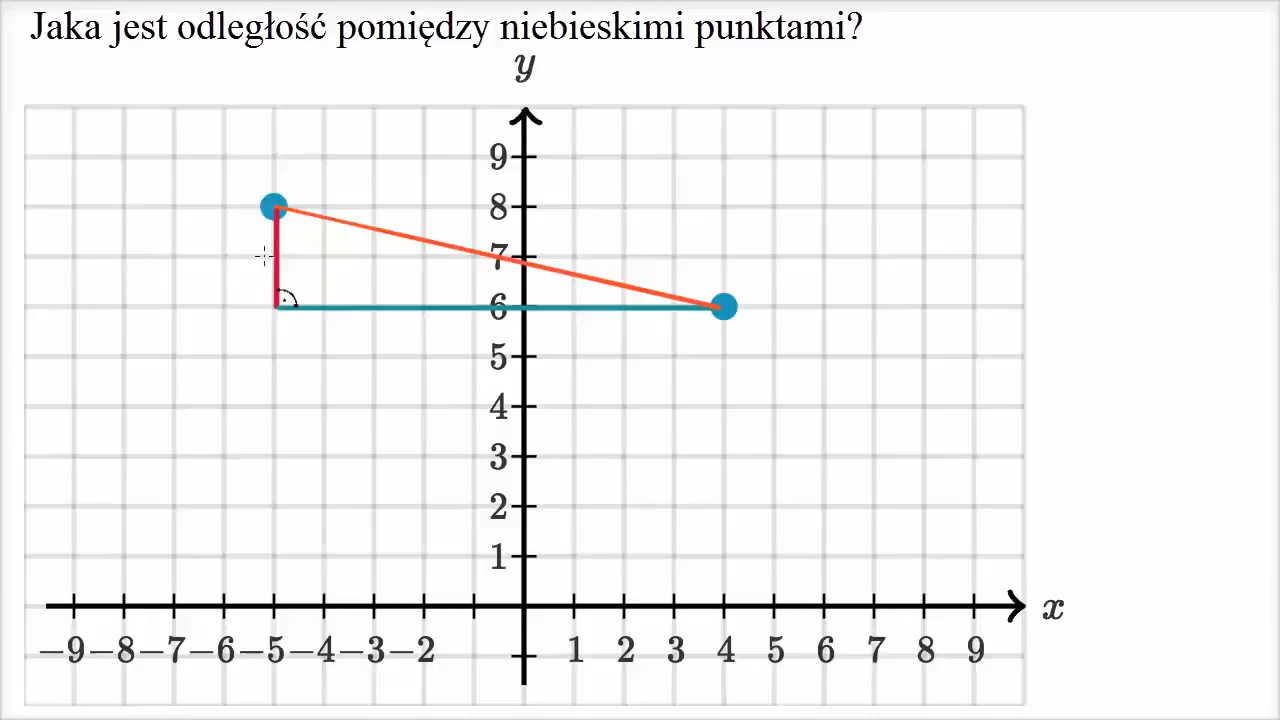 Jaka jest odległość pomiędzy niebieskimi punktami?
y
9
8
7
6
5
4
3
2
1
x
−9−8−7−6−5−4−3−2 1 2 3 4 5 6 7 8 9